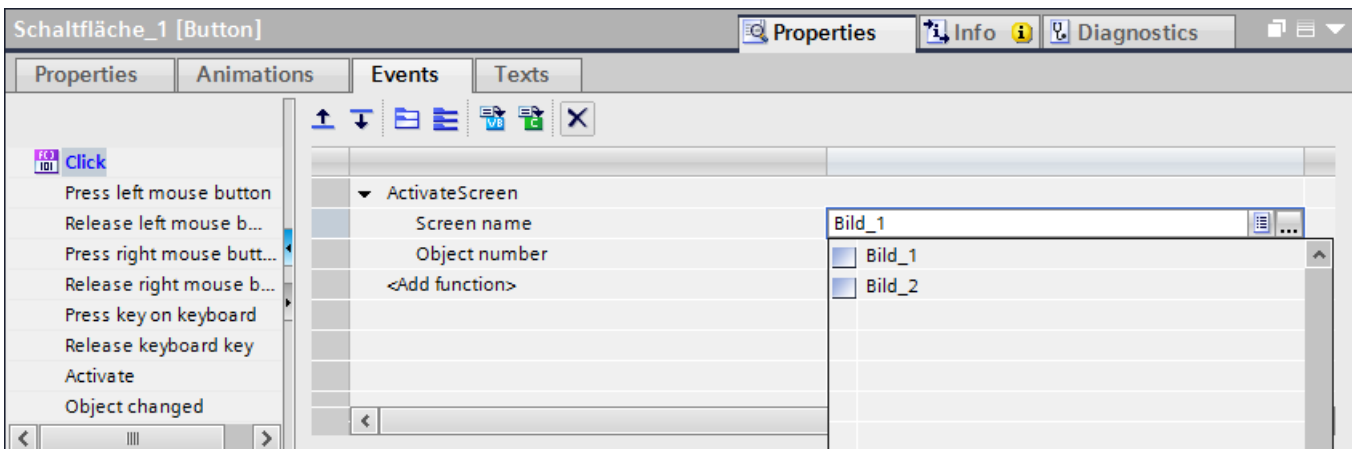 Schaltfläche_1 [Button]
Properties
Info
Diagnostics
Properties
Animations
Events
Texts
Click
Press left mouse button
Release left mouse b...
Press right mouse butt...
Release right mouse b...
Press key on keyboard
Release keyboard key
Activate
Object changed
ActivateScreen
Screen name
Bild_1
...
Object number
<Add function>
Bild_1
Bild_2